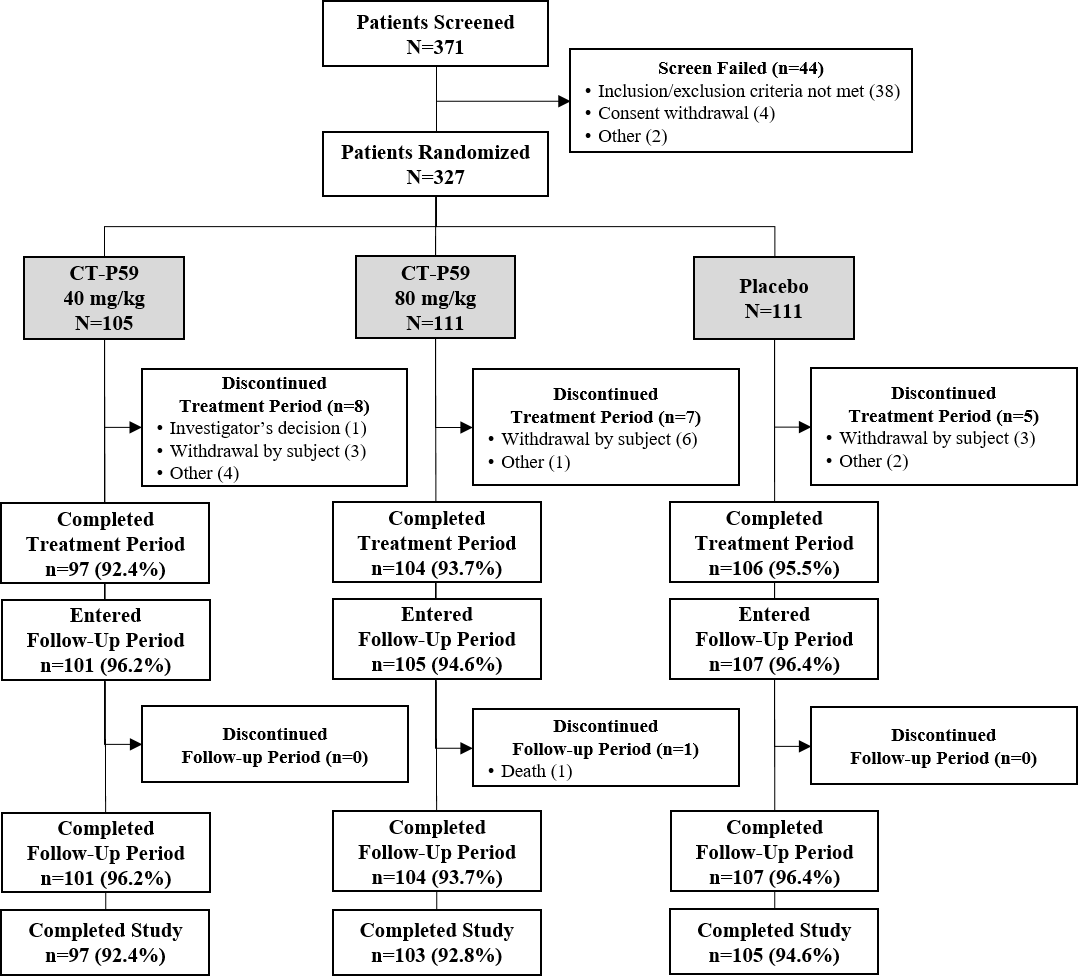 Patients Screened
N=371
Screen Failed (n=44)
• Inclusion/exclusion criteria not met (38)
• Consent withdrawal (4)
• Other (2)
Patients Randomized
N=327
CT-P59
40 mg/kg
N=105
CT-P59
80 mg/kg
N=111
Placebo
N=111
Discontinued
Treatment Period (n=8)
• Investigator’s decision (1)
• Withdrawal by subject (3)
• Other (4)
Discontinued
Treatment Period (n=7)
• Withdrawal by subject (6)
• Other (1)
Discontinued
Treatment Period (n=5)
• Withdrawal by subject (3)
• Other (2)
Completed
Treatment Period
n=97 (92.4%)
Completed
Treatment Period
n=104 (93.7%)
Completed
Treatment Period
n=106 (95.5%)
Entered
Follow-Up Period
n=101 (96.2%)
Entered
Follow-Up Period
n=105 (94.6%)
Entered
Follow-Up Period
n=107 (96.4%)
Discontinued
Follow-up Period (n=0)
Discontinued
Follow-up Period (n=1)
• Death (1)
Discontinued
Follow-up Period (n=0)
Completed
Follow-Up Period
n=101 (96.2%)
Completed
Follow-Up Period
n=104 (93.7%)
Completed
Follow-Up Period
n=107 (96.4%)
Completed Study
n=97 (92.4%)
Completed Study
n=103 (92.8%)
Completed Study
n=105 (94.6%)